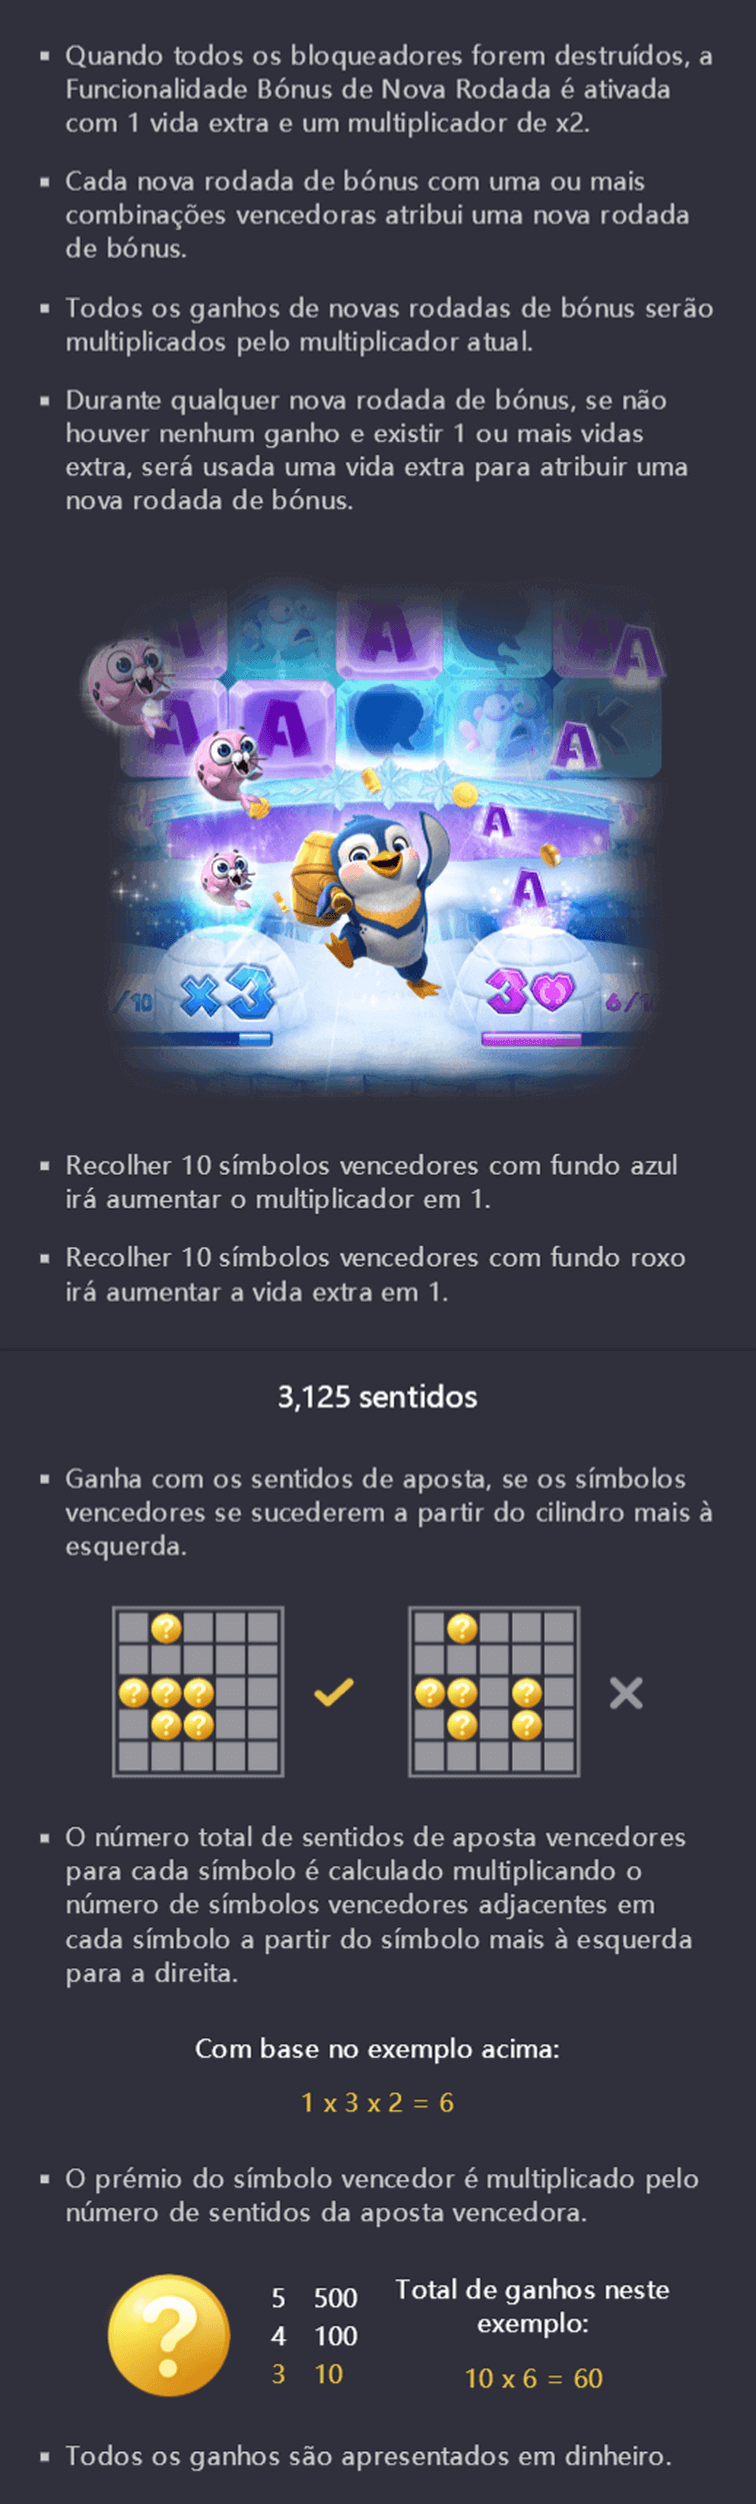 Quando todos os bloqueadores forem destruídos, a
Funcionalidade Bónus de Nova Rodada é ativada
com 1 vida extra e um multiplicador de x2.
Cada nova rodada de bónus com uma ou mais
combinações vencedoras atribui uma nova rodada
de bónus.
Todos os ganhos de novas rodadas de bónus serão
multiplicados pelo multiplicador atual.
Durante qualquer nova rodada de bónus, se não
houver nenhum ganho e existir 1 ou mais vidas
extra, será usada uma vida extra para atribuir uma
nova rodada de bónus.
A A A
A A A K
A
A
/10 x3 3 6/1
Recolher 10 símbolos vencedores com fundo azul
irá aumentar o multiplicador em 1.
Recolher 10 símbolos vencedores com fundo roxo
irá aumentar a vida extra em 1.
3,125 sentidos
Ganha com os sentidos de aposta, se os símbolos
vencedores se sucederem a partir do cilindro mais à
esquerda.
? ?
? ? ? ? ? ?
? ? ? ?
O número total de sentidos de aposta vencedores
para cada símbolo é calculado multiplicando o
número de símbolos vencedores adjacentes em
cada símbolo a partir do símbolo mais à esquerda
para a direita.
Com base no exemplo acima:
1 x 3 x 2 = 6
O prémio do símbolo vencedor é multiplicado pelo
número de sentidos da aposta vencedora.
?
5 500
4 100
3 10
Total de ganhos neste
exemplo:
10 x 6 = 60
Todos os ganhos são apresentados em dinheiro.